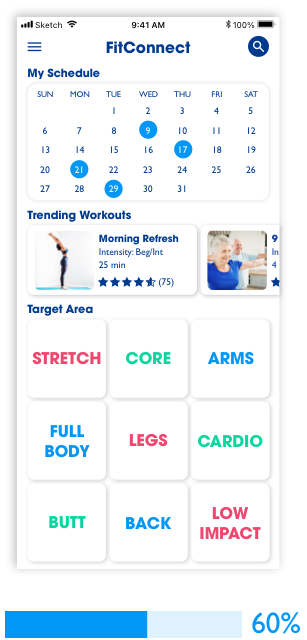 Sketch 9:41 AM 100%
FitConnect
My Schedule
SUN MON TUE WED THU FRI SAT
1 2 3 4 5
6 7 8 9 10 11 12
13 14 15 16 17 18 19
20 21 22 23 24 25 26
27 28 29 30 31
Trending Workouts
Morning Refresh
Intensity: Beg/Int
25 min
(75)
9
In
4
Target Area
STRETCH CORE ARMS
FULL
BODY
LEGS
CARDIO
BUTT
BACK
LOW
IMPACT
60%